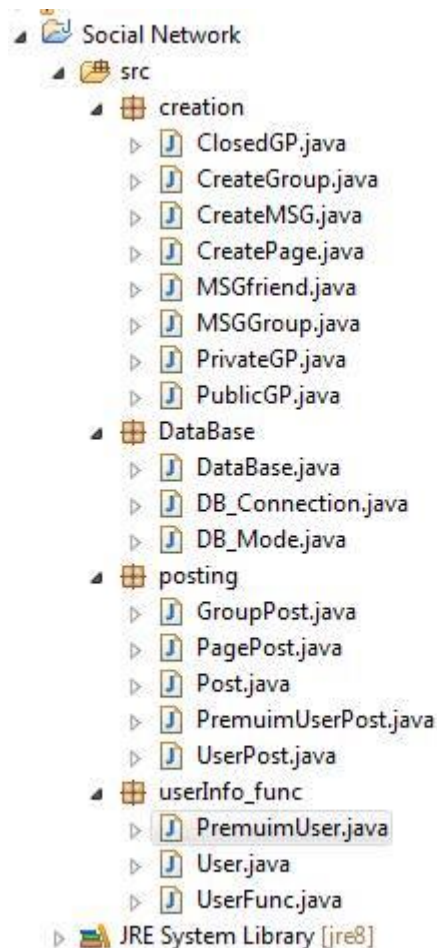 Social Network
src
creation
ClosedGP.java
CreateGroup.java
CreateMSG.java
CreatePage.java
MSGfriend.java
MSGGroup.java
PrivateGP.java
PublicGP.java
DataBase
DataBase.java
DB_Connection.java
DB_Mode.java
posting
GroupPost.java
PagePost.java
Post.java
PremuimUserPost.java
UserPost.java
userInfo_func
PremuimUser.java
User.java
UserFunc.java
JRE System Library [jre8]